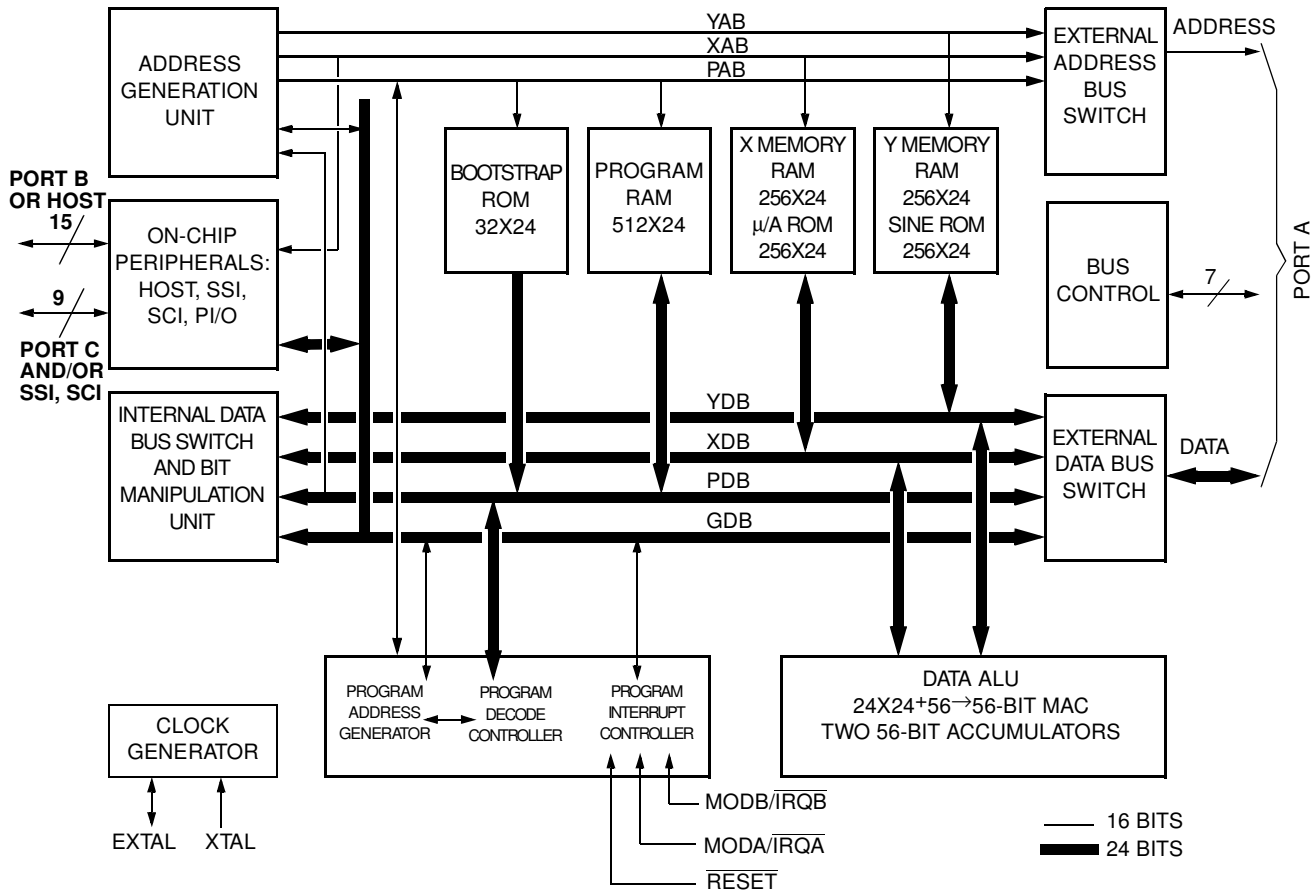 YAB
XAB
PAB
ADDRESS
GENERATION
UNIT
EXTERNAL
ADDRESS
BUS
SWITCH
ADDRESS
PORT B
OR HOST
15
9
PORT C
AND/OR
SSI, SCI
ON-CHIP
PERIPHERALS:
HOST, SSI,
SCI, PI/O
BOOTSTRAP
ROM
32X24
PROGRAM
RAM
512X24
X MEMORY
RAM
256X24
µ/A ROM
256X24
Y MEMORY
RAM
256X24
SINE ROM
256X24
BUS
CONTROL
7
PORT A
INTERNAL DATA
BUS SWITCH
AND BIT
MANIPULATION
UNIT
YDB
XDB
PDB
GDB
EXTERNAL
DATA BUS
SWITCH
DATA
CLOCK
GENERATOR
EXTAL
XTAL
PROGRAM
ADDRESS
GENERATOR
PROGRAM
DECODE
CONTROLLER
PROGRAM
INTERRUPT
CONTROLLER
DATA ALU
24X24+56→56-BIT MAC
TWO 56-BIT ACCUMULATORS
MODB/I̅R̅Q̅B̅
MODA/I̅R̅Q̅A̅
R̅E̅S̅E̅T̅
16 BITS
24 BITS